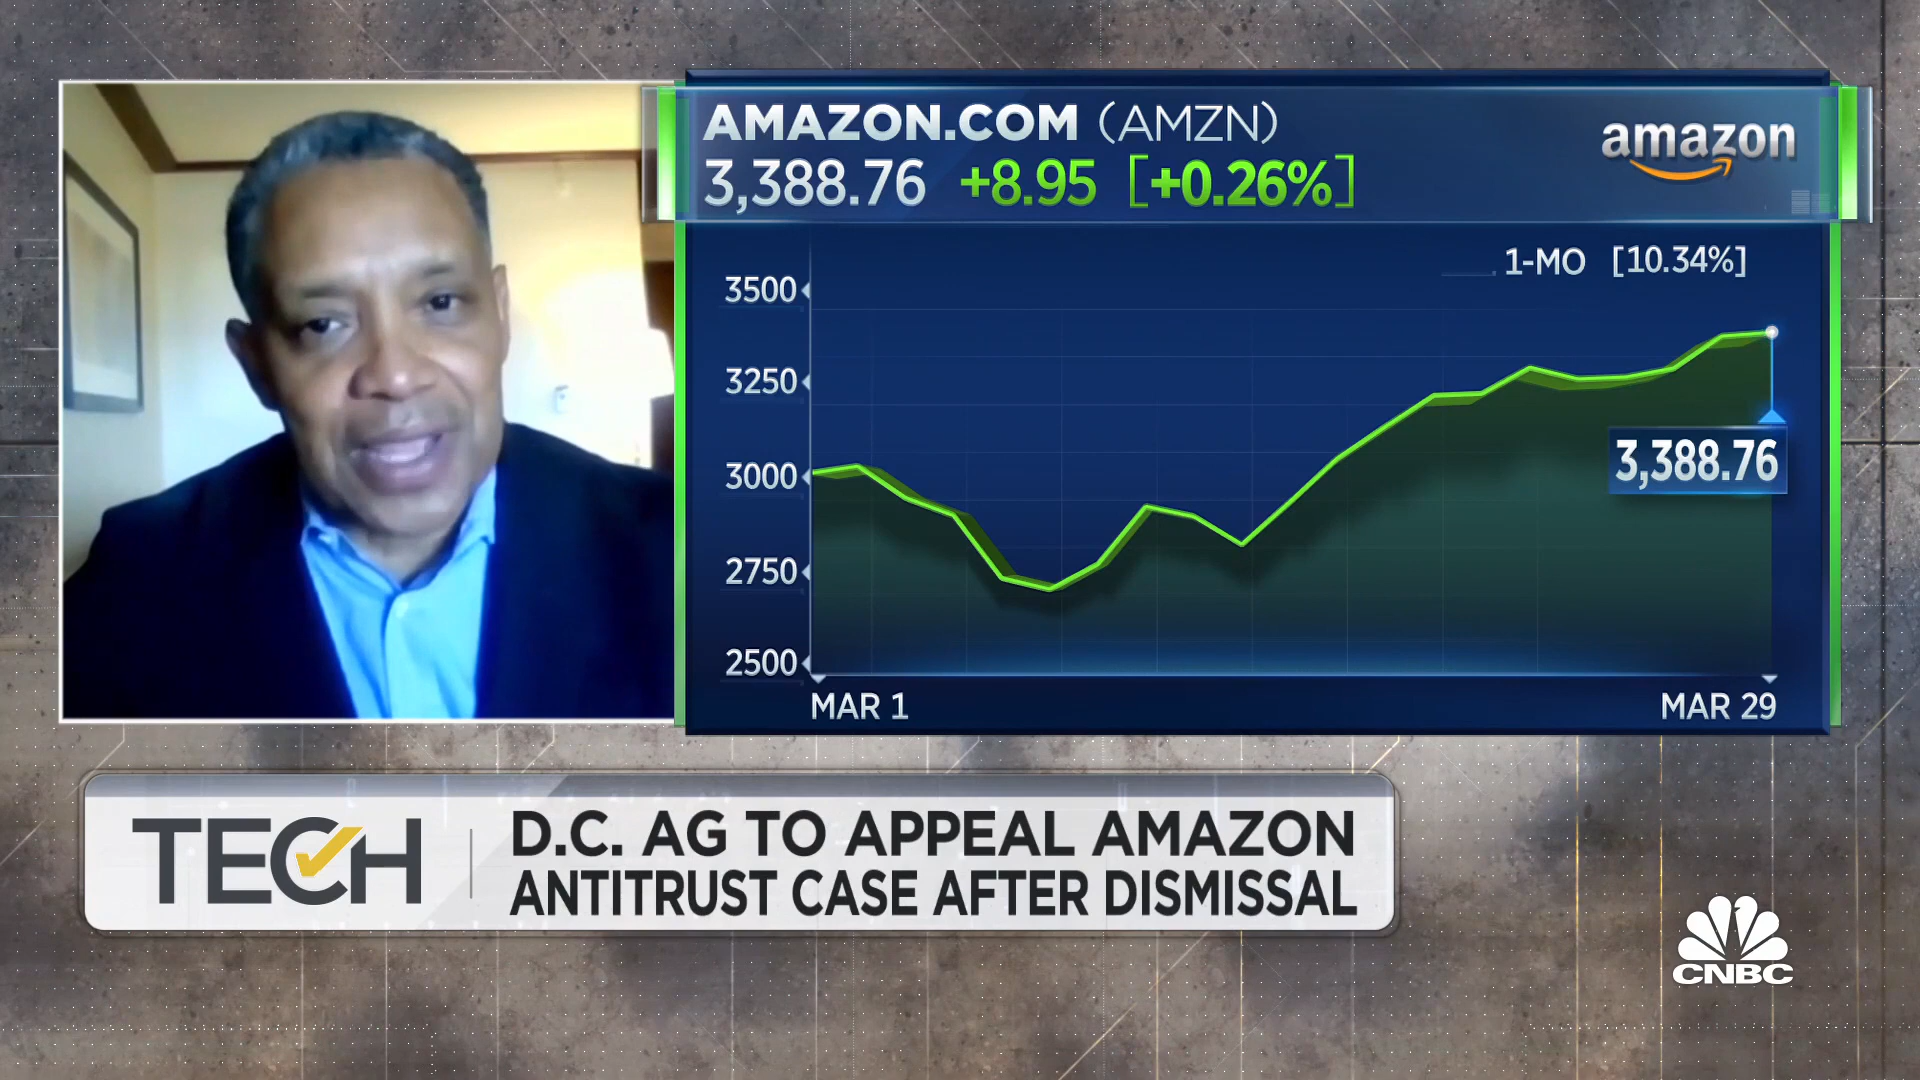 AMAZON.COM (AMZN)
3,388.76 +8.95 [+0.26%]
amazon
1-MO [10.34%]
3500
3250
3000
2750
2500
3,388.76
MAR 1
MAR 29
TECH
D.C. AG TO APPEAL AMAZON
ANTITRUST CASE AFTER DISMISSAL
CNBC